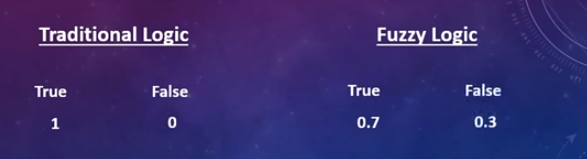 Traditional Logic Fuzzy Logic
True False True False
1 0 0.7 0.3